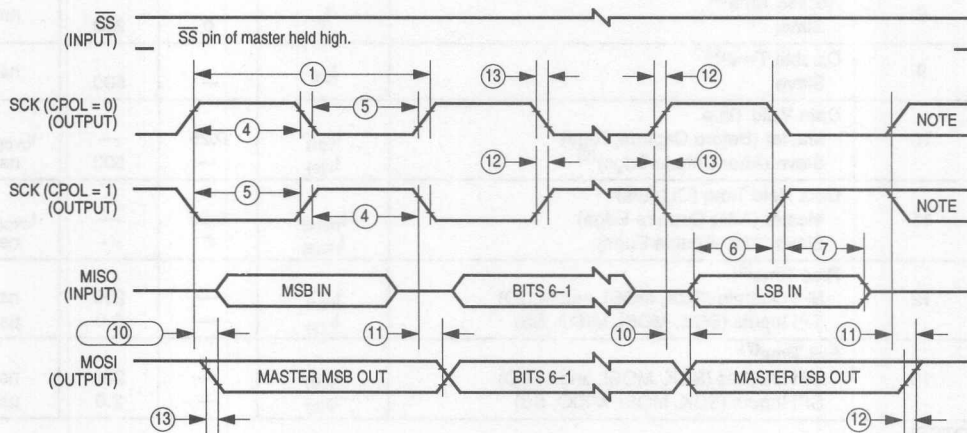 SS
(INPUT)
SS pin of master held high.
1
13
12
SCK (CPOL = 0)
(OUTPUT)
5
4
NOTE
12
13
SCK (CPOL = 1)
(OUTPUT)
5
4
NOTE
6
7
MISO
(INPUT)
MSB IN
BITS 6–1
LSB IN
10
11
10
11
MOSI
(OUTPUT)
MASTER MSB OUT
BITS 6–1
MASTER LSB OUT
13
12